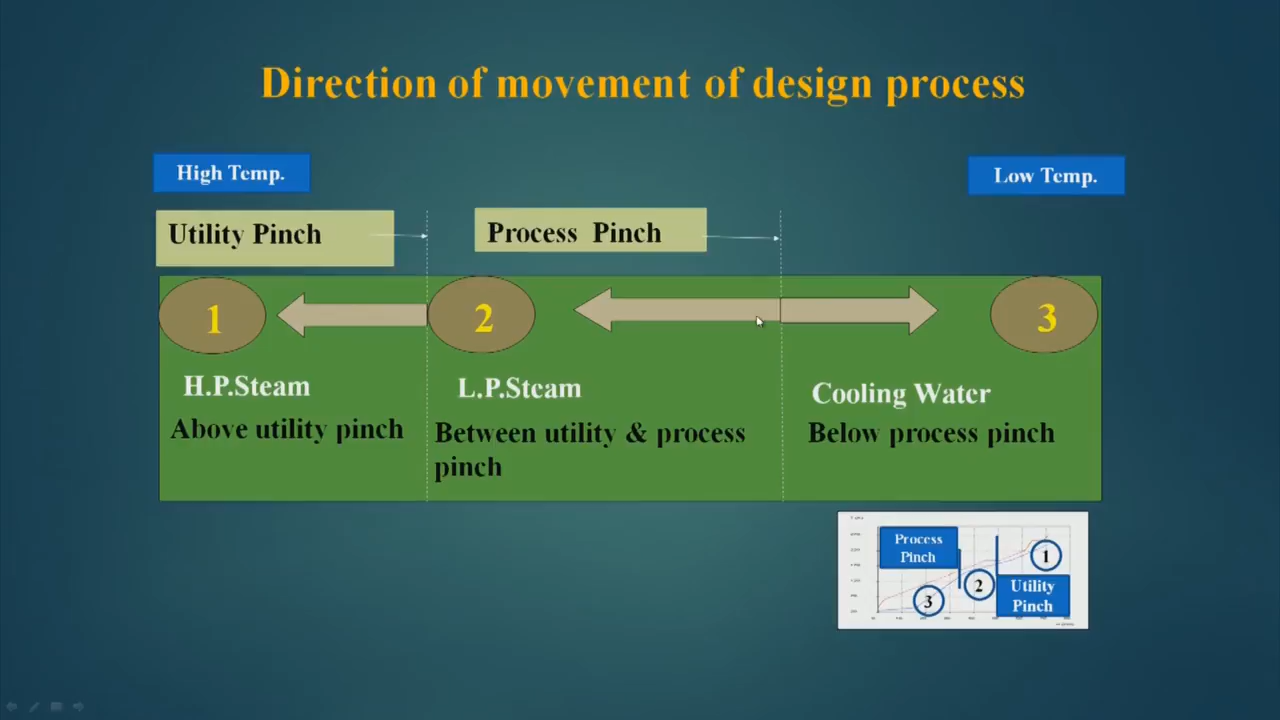 Direction of movement of design process
High Temp.
Low Temp.
Utility Pinch
Process Pinch
1
2
3
H.P.Steam
L.P.Steam
Cooling Water
Above utility pinch
Between utility & process
pinch
Below process pinch
Process
Pinch
1
2
3
Utility
Pinch